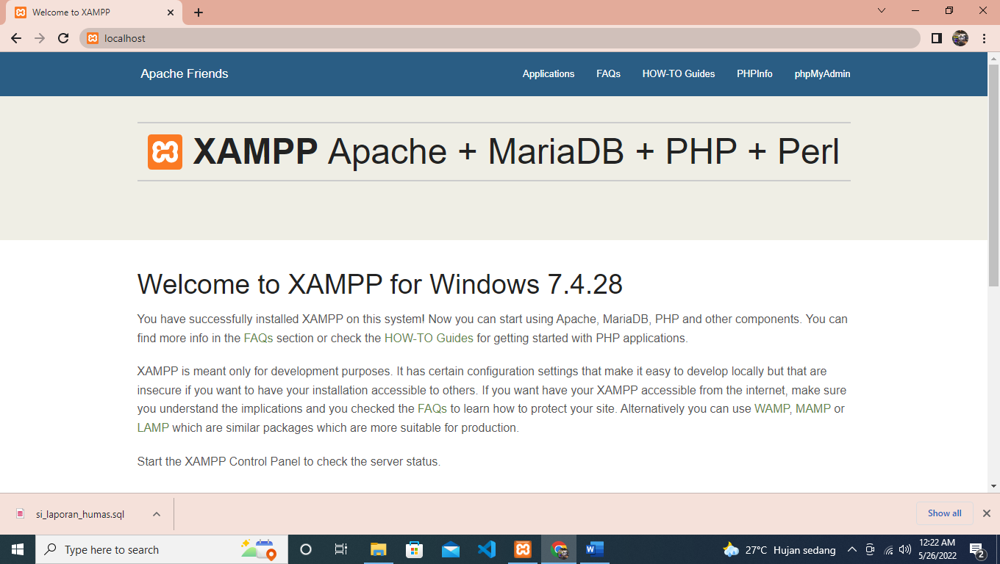 Welcome to XAMPP
localhost
Apache Friends
Applications FAQs HOW-TO Guides PHPInfo phpMyAdmin
XAMPP Apache + MariaDB + PHP + Perl
Welcome to XAMPP for Windows 7.4.28
You have successfully installed XAMPP on this system! Now you can start using Apache, MariaDB, PHP and other components. You can
find more info in the FAQs section or check the HOW-TO Guides for getting started with PHP applications.
XAMPP is meant only for development purposes. It has certain configuration settings that make it easy to develop locally but that are
insecure if you want to have your installation accessible to others. If you want have your XAMPP accessible from the internet, make sure
you understand the implications and you checked the FAQs to learn how to protect your site. Alternatively you can use WAMP, MAMP or
LAMP which are similar packages which are more suitable for production.
Start the XAMPP Control Panel to check the server status.
si_laporan_humas.sql
Show all
Type here to search
27°C Hujan sedang
12:22 AM
5/26/2022
2